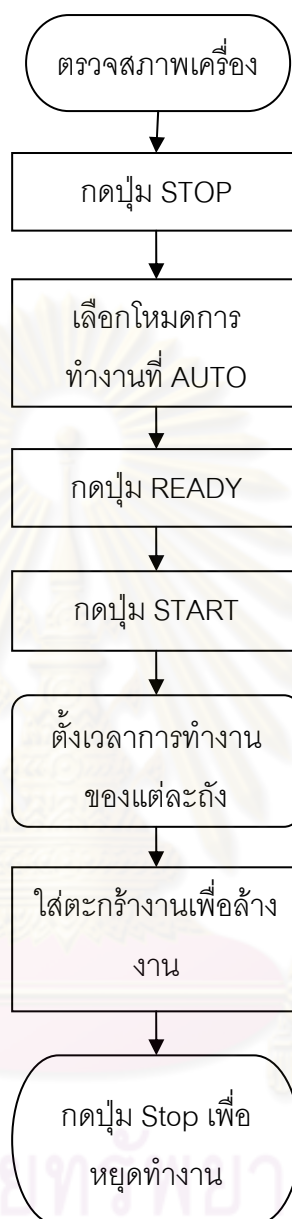 ตรวจสภาพเครื่อง
กดปุ่ม STOP
เลือกโหมดการ
ทำงานที่ AUTO
กดปุ่ม READY
กดปุ่ม START
ตั้งเวลาการทำงาน
ของแต่ละถัง
ใส่ตะกร้างานเพื่อล้าง
งาน
กดปุ่ม Stop เพื่อ
หยุดทำงาน